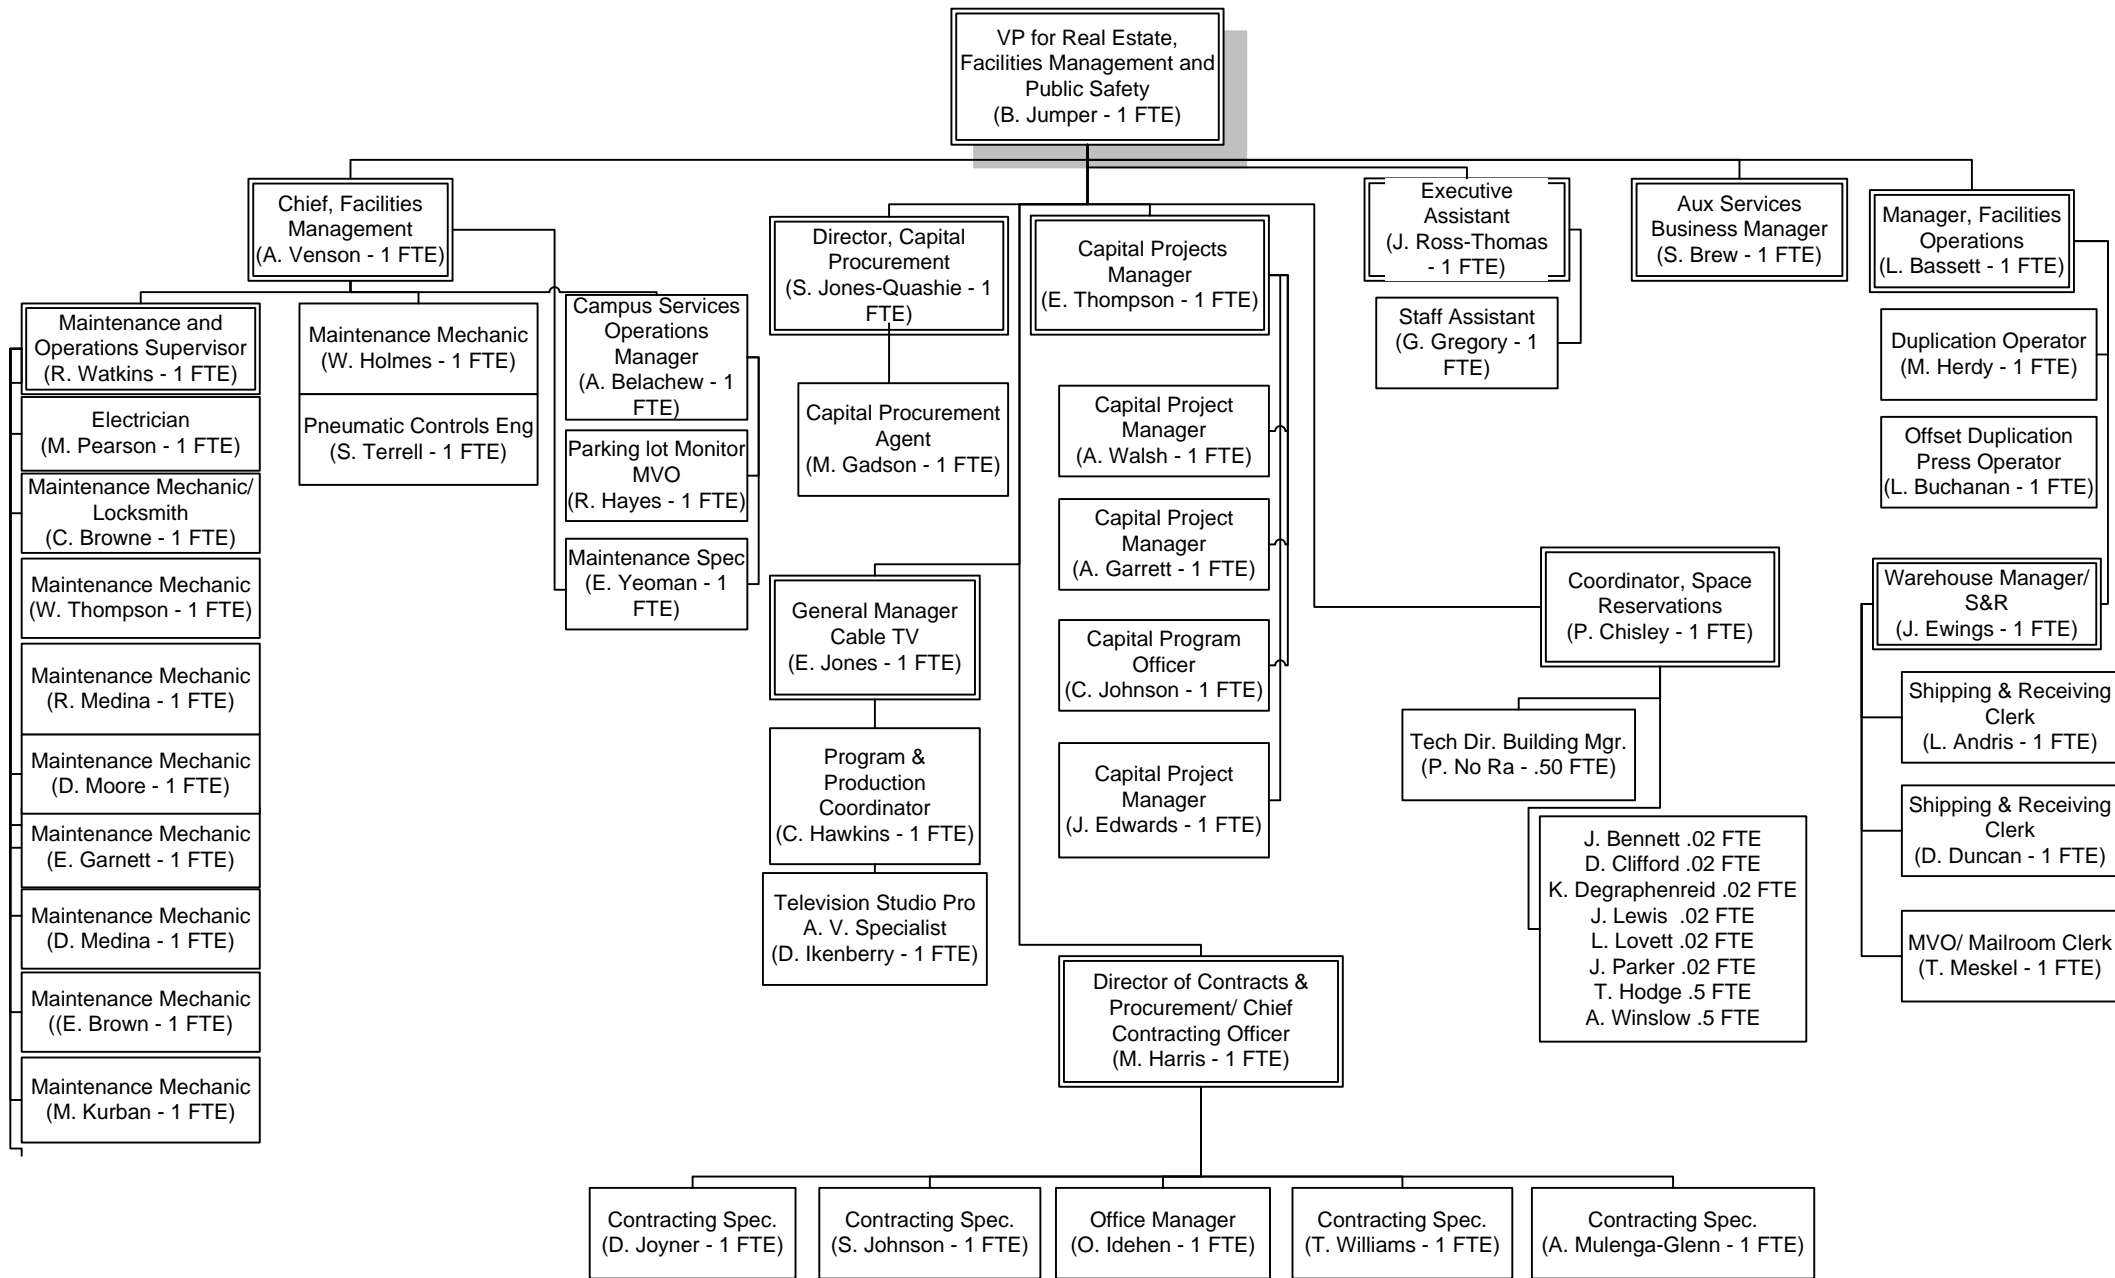 VP for Real Estate,
Facilities Management and
Public Safety
(B. Jumper - 1 FTE)
Chief, Facilities
Management
(A. Venson - 1 FTE)
Maintenance and
Operations Supervisor
(R. Watkins - 1 FTE)
Electrician
(M. Pearson - 1 FTE)
Maintenance Mechanic/
Locksmith
(C. Browne - 1 FTE)
Maintenance Mechanic
(W. Thompson - 1 FTE)
Maintenance Mechanic
(R. Medina - 1 FTE)
Maintenance Mechanic
(D. Moore - 1 FTE)
Maintenance Mechanic
(E. Garnett - 1 FTE)
Maintenance Mechanic
(D. Medina - 1 FTE)
Maintenance Mechanic
((E. Brown - 1 FTE)
Maintenance Mechanic
(M. Kurban - 1 FTE)
Maintenance Mechanic
(W. Holmes - 1 FTE)
Pneumatic Controls Eng
(S. Terrell - 1 FTE)
Campus Services
Operations
Manager
(A. Belachew - 1
FTE)
Parking lot Monitor
MVO
(R. Hayes - 1 FTE)
Maintenance Spec
(E. Yeoman - 1
FTE)
Director, Capital
Procurement
(S. Jones-Quashie - 1
FTE)
Capital Procurement
Agent
(M. Gadson - 1 FTE)
General Manager
Cable TV
(E. Jones - 1 FTE)
Program &
Production
Coordinator
(C. Hawkins - 1 FTE)
Television Studio Pro
A. V. Specialist
(D. Ikenberry - 1 FTE)
Capital Projects
Manager
(E. Thompson - 1 FTE)
Capital Project
Manager
(A. Walsh - 1 FTE)
Capital Project
Manager
(A. Garrett - 1 FTE)
Capital Program
Officer
(C. Johnson - 1 FTE)
Capital Project
Manager
(J. Edwards - 1 FTE)
Director of Contracts &
Procurement/ Chief
Contracting Officer
(M. Harris - 1 FTE)
Contracting Spec.
(D. Joyner - 1 FTE)
Contracting Spec.
(S. Johnson - 1 FTE)
Office Manager
(O. Idehen - 1 FTE)
Contracting Spec.
(T. Williams - 1 FTE)
Contracting Spec.
(A. Mulenga-Glenn - 1 FTE)
Executive
Assistant
(J. Ross-Thomas
- 1 FTE)
Staff Assistant
(G. Gregory - 1
FTE)
Coordinator, Space
Reservations
(P. Chisley - 1 FTE)
Tech Dir. Building Mgr.
(P. No Ra - .50 FTE)
J. Bennett .02 FTE
D. Clifford .02 FTE
K. Degraphenreid .02 FTE
J. Lewis .02 FTE
L. Lovett .02 FTE
J. Parker .02 FTE
T. Hodge .5 FTE
A. Winslow .5 FTE
Aux Services
Business Manager
(S. Brew - 1 FTE)
Manager, Facilities
Operations
(L. Bassett - 1 FTE)
Duplication Operator
(M. Herdy - 1 FTE)
Offset Duplication
Press Operator
(L. Buchanan - 1 FTE)
Warehouse Manager/
S&R
(J. Ewings - 1 FTE)
Shipping & Receiving
Clerk
(L. Andris - 1 FTE)
Shipping & Receiving
Clerk
(D. Duncan - 1 FTE)
MVO/ Mailroom Clerk
(T. Meskel - 1 FTE)